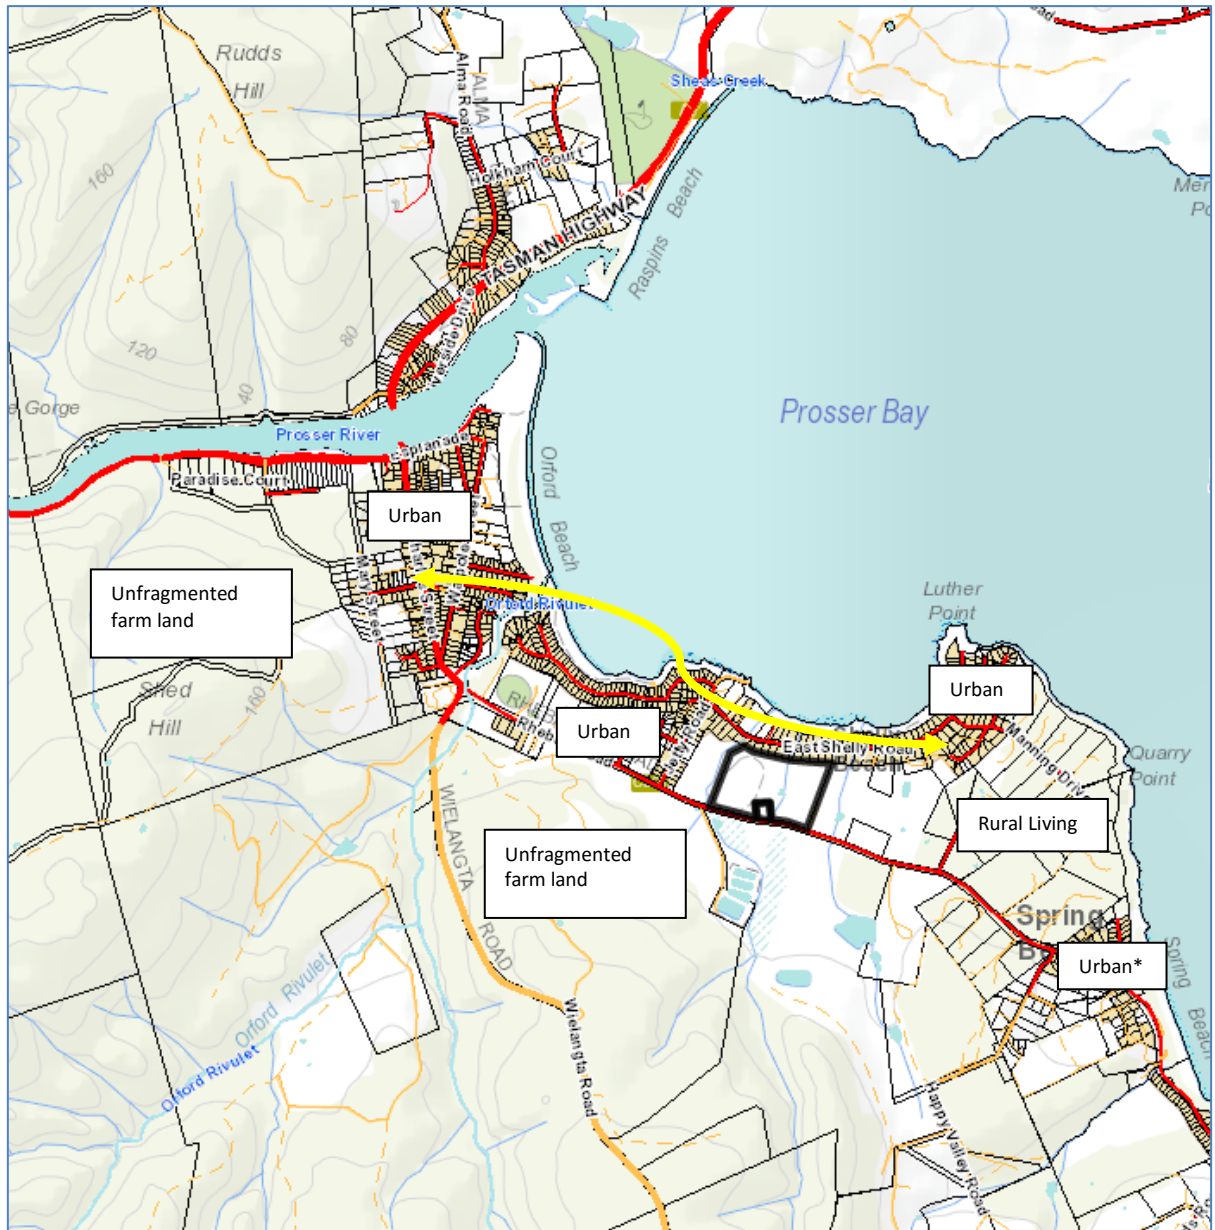 Rudds
Hill
Alma Road
ALMA
Sheas Creek
Holkham Court
160
TASMAN HIGHWAY
Raspins Beach
80
120
40
e Gorge
Prosser River
Esplanade
Prosser Bay
Paradise Court
Orford Beach
Urban
Unfragmented
farm land
Mary Street
Orford Rivulet
Luther
Point
Shed
Hill
160
Urban
Urban
East Shelly Road
Manning Drive
Quarry
Point
WIELANGTA ROAD
Rural Living
Unfragmented
farm land
Spring
Urban*
Spring Beach
Orford Rivulet
Orford Rivulet
Wielangta Road
Happy Valley Road